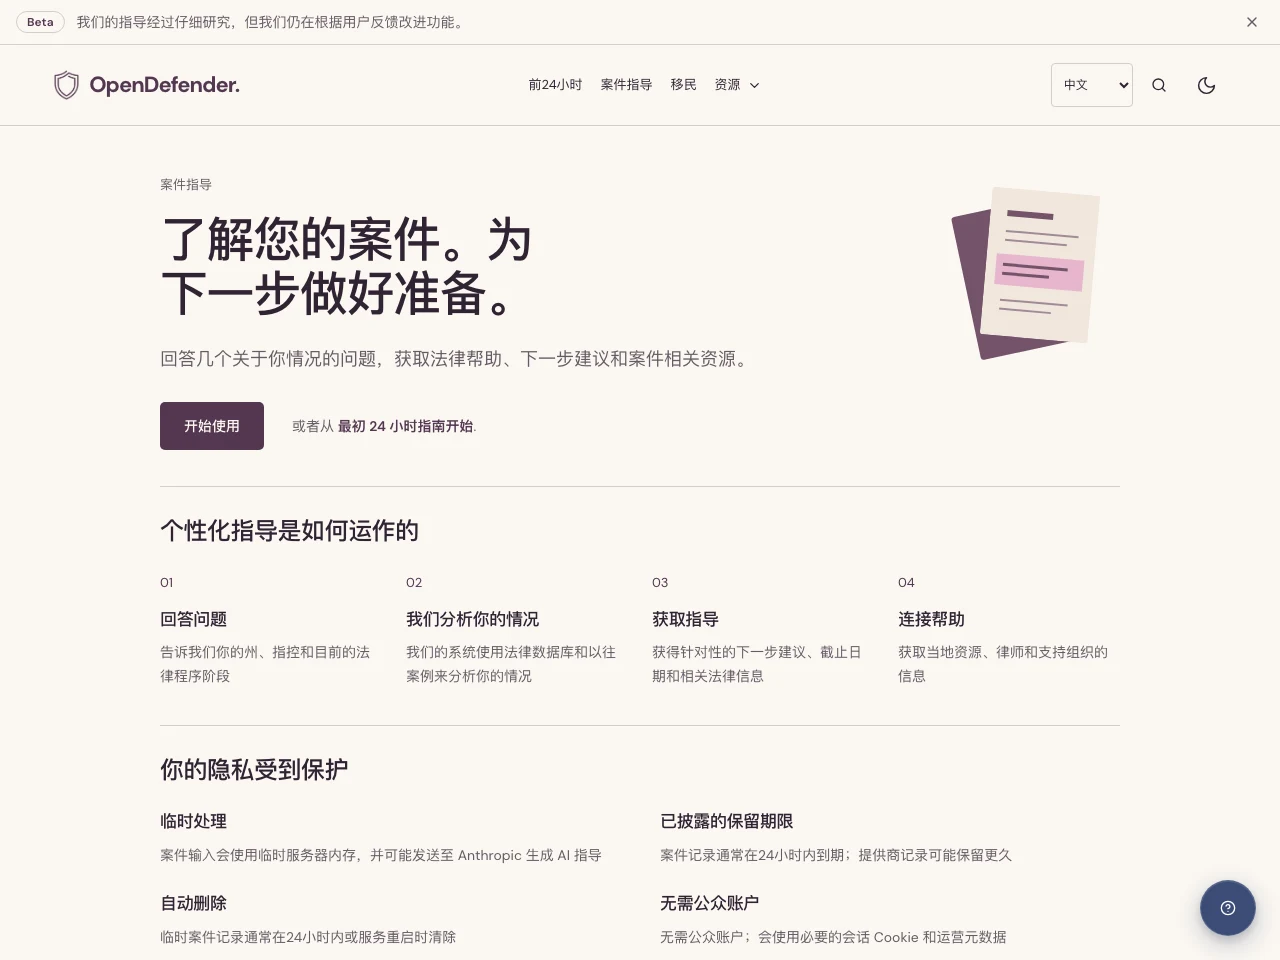 Beta 我们的指导经过仔细研究，但我们仍在根据用户反馈改进功能。
OpenDefender.
前24小时 案件指导 移民 资源
中文
案件指导
了解您的案件。为
下一步做好准备。
回答几个关于你情况的问题，获取法律帮助、下一步建议和案件相关资源。
开始使用
或者从 最初 24 小时指南开始.
个性化指导是如何运作的
01
回答问题
告诉我们你的州、指控和目前的法
律程序阶段
02
我们分析你的情况
我们的系统使用法律数据库和以往
案例来分析你的情况
03
获取指导
获得针对性的下一步建议、截止日
期和相关法律信息
04
连接帮助
获取当地资源、律师和支持组织的
信息
你的隐私受到保护
临时处理
案件输入会使用临时服务器内存，并可能发送至 Anthropic 生成 AI 指导
已披露的保留期限
案件记录通常在24小时内到期；提供商记录可能保留更久
自动删除
临时案件记录通常在24小时内或服务重启时清除
无需公众账户
无需公众账户；会使用必要的会话 Cookie 和运营元数据